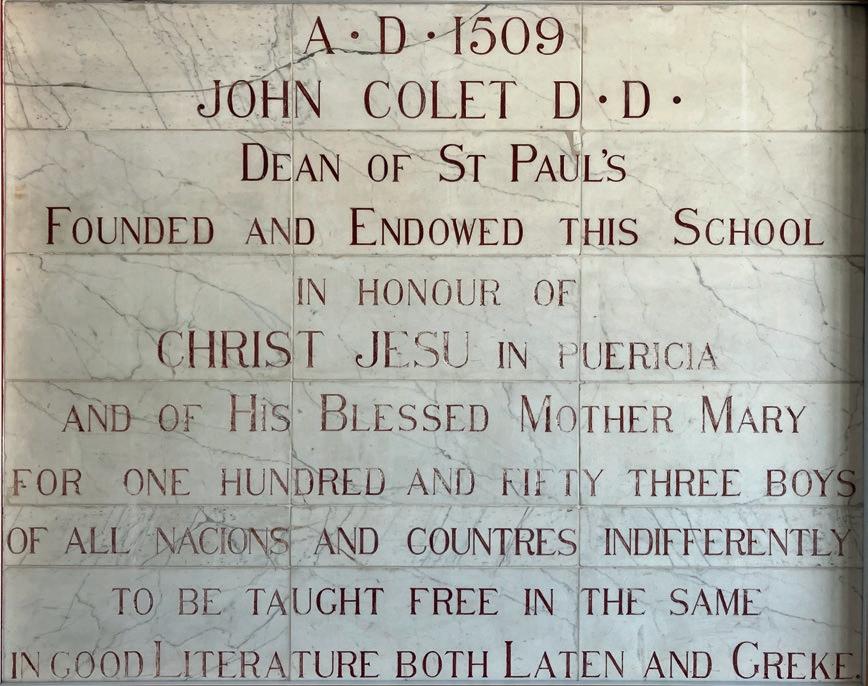 A · D · 1509
JOHN COLET D · D ·
DEAN OF ST PAUL'S
FOUNDED AND ENDOWED THIS SCHOOL
IN HONOUR OF
CHRIST JESU IN PUERICIA
AND OF HIS BLESSED MOTHER MARY
FOR ONE HUNDRED AND FIFTY THREE BOYS
OF ALL NACIONS AND COUNTRES INDIFFERENTLY
TO BE TAUGHT FREE IN THE SAME
IN GOOD LITERATURE BOTH LATEN AND GREKE.